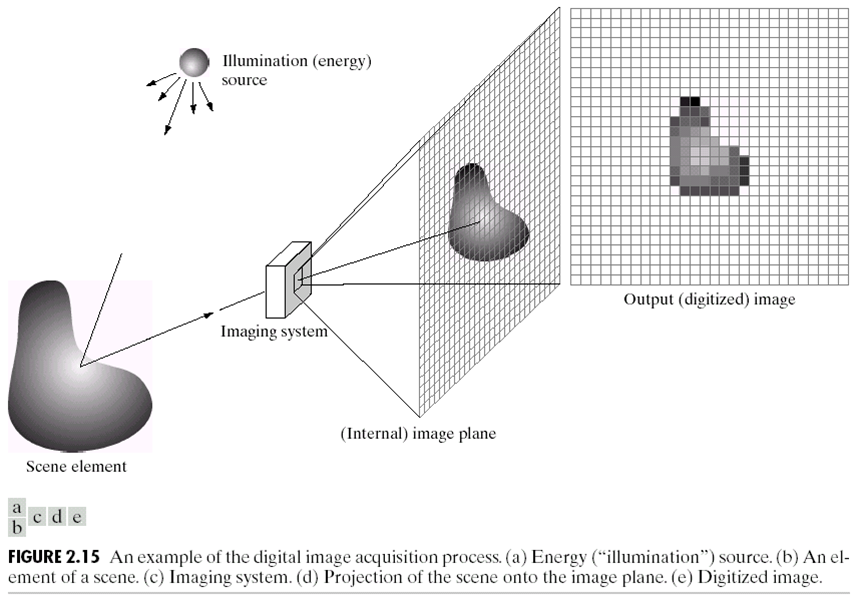 Illumination (energy)
source
Output (digitized) image
Imaging system
(Internal) image plane
Scene element
a
b
c d e
FIGURE 2.15 An example of the digital image acquisition process. (a) Energy (“illumination”) source. (b) An el-
ement of a scene. (c) Imaging system. (d) Projection of the scene onto the image plane. (e) Digitized image.